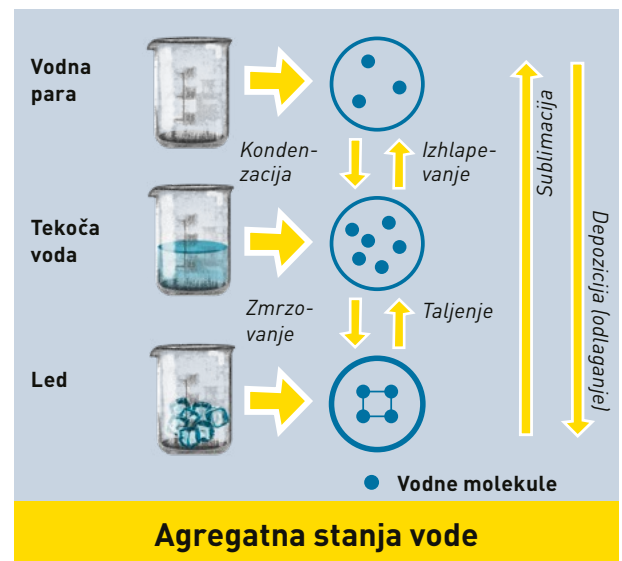 Vodna
para
Konden-
zacija
Izhlape-
vanje
Sublimacija
Depozicija (odlaganje)
Tekoča
voda
Zmrzo-
vanje
Taljenje
Led
Vodne molekule
Agregatna stanja vode